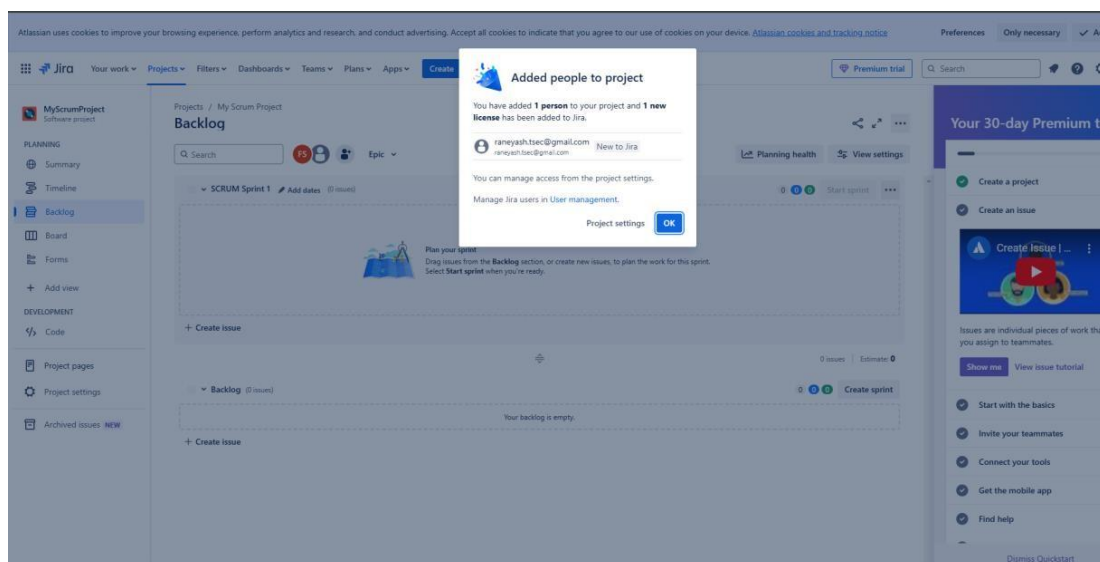 Atlassian uses cookies to improve your browsing experience, perform analytics and research, and conduct advertising. Accept all cookies to indicate that you agree to our use of cookies on your device. Atlassian cookies and tracking notice
Preferences
Only necessary
Jira
Your work
Projects
Filters
Dashboards
Teams
Plans
Apps
Create
Premium trial
Search
MyScrumProject
Software project
PLANNING
Summary
Timeline
Backlog
Board
Forms
Add view
DEVELOPMENT
Code
Project pages
Project settings
Archived issues NEW
Projects / My Scrum Project
Backlog
Search
FS
Epic
Planning health
View settings
SCRUM Sprint 1 Add dates (0 issues)
0 0 0 Start sprint
Plan your sprint
Drag issues from the Backlog section, or create new issues, to plan the work for this sprint.
Select Start sprint when you're ready.
+ Create issue
0 issues | Estimate: 0
Backlog (0 issues)
0 0 0 Create sprint
Your backlog is empty.
+ Create issue
Added people to project
You have added 1 person to your project and 1 new
license has been added to Jira.
raneyash.tsec@gmail.com New to Jira
raneyash.tsec@gmail.com
You can manage access from the project settings.
Manage Jira users in User management.
Project settings
OK
Your 30-day Premium t
Create a project
Create an issue
Create Issue | ...
Issues are individual pieces of work tha
you assign to teammates.
Show me
View issue tutorial
Start with the basics
Invite your teammates
Connect your tools
Get the mobile app
Find help
Dismiss Quickstart